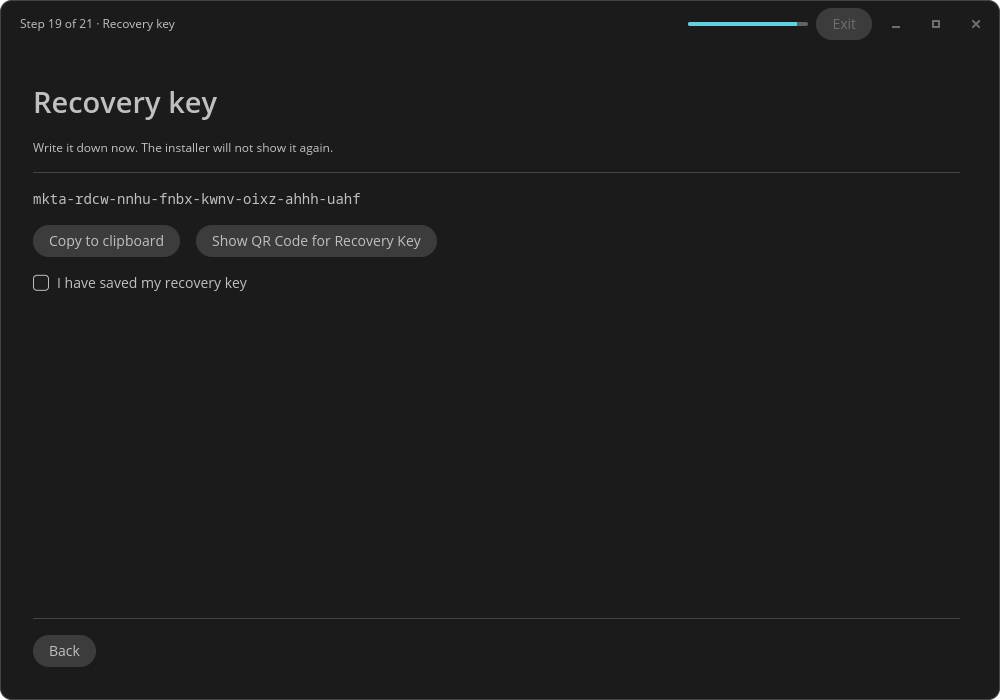 Step 19 of 21 · Recovery key
Exit
Recovery key
Write it down now. The installer will not show it again.
mkta-rdcw-nnhu-fnbx-kwnv-oixz-ahhh-uahf
Copy to clipboard
Show QR Code for Recovery Key
I have saved my recovery key
Back